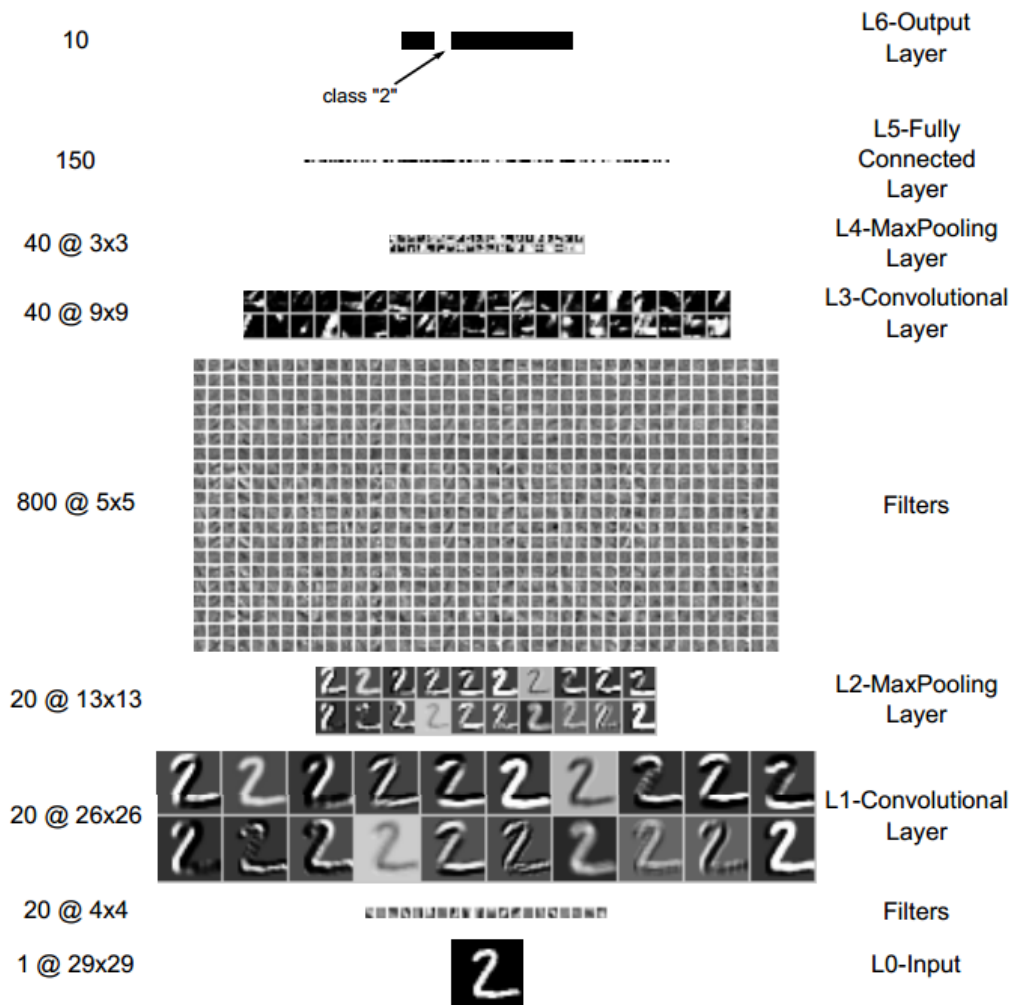 10
L6-Output
Layer
class "2"
150
L5-Fully
Connected
Layer
40 @ 3x3
L4-MaxPooling
Layer
40 @ 9x9
L3-Convolutional
Layer
800 @ 5x5
Filters
20 @ 13x13
L2-MaxPooling
Layer
20 @ 26x26
L1-Convolutional
Layer
20 @ 4x4
Filters
1 @ 29x29
2
L0-Input